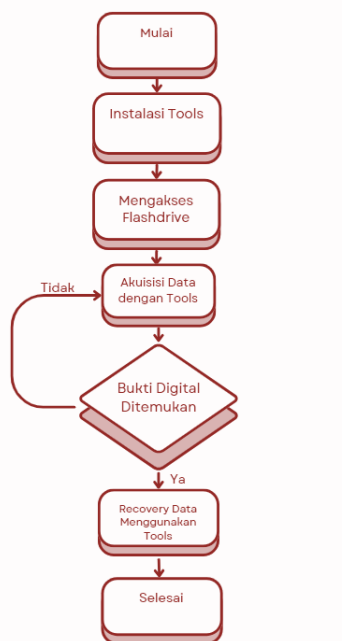 Mulai
Instalasi Tools
Mengakses
Flashdrive
Akuisisi Data
dengan Tools
Tidak
Bukti Digital
Ditemukan
Ya
Recovery Data
Menggunakan
Tools
Selesai